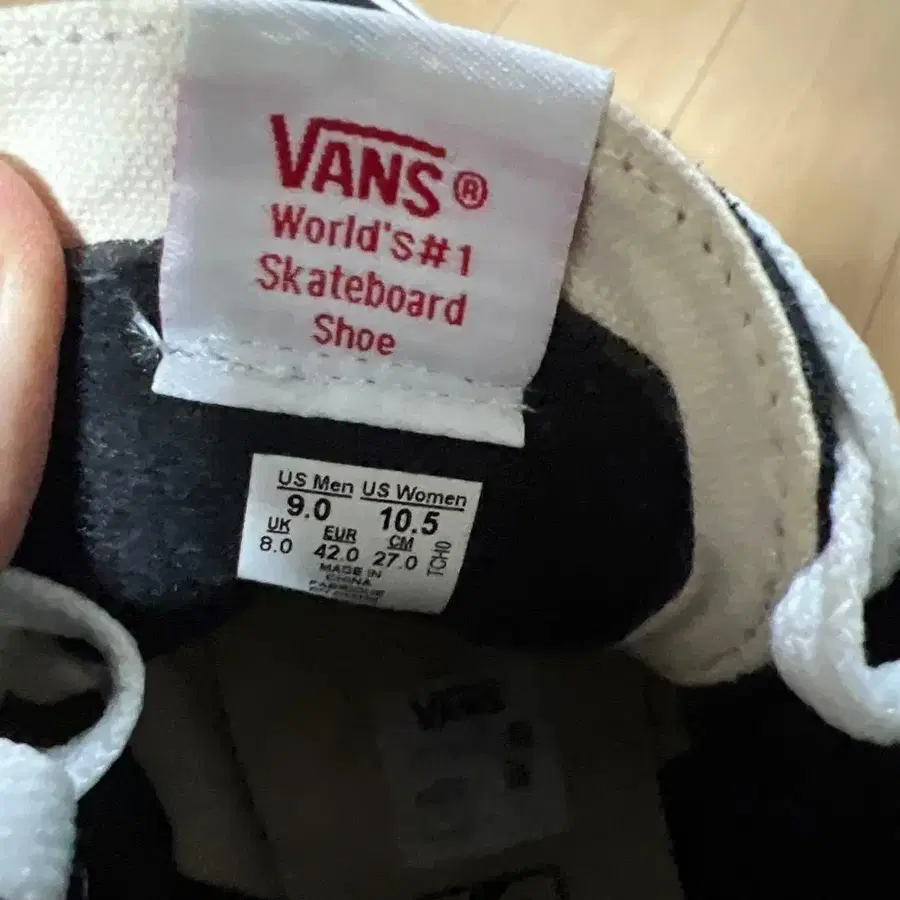 VANS®
World's#1
Skateboard
Shoe
US Men US Women
9.0 10.5
UK EUR CM
8.0 42.0 27.0
TCH0
MADE IN
CHINA
FABRIQUE
VANS